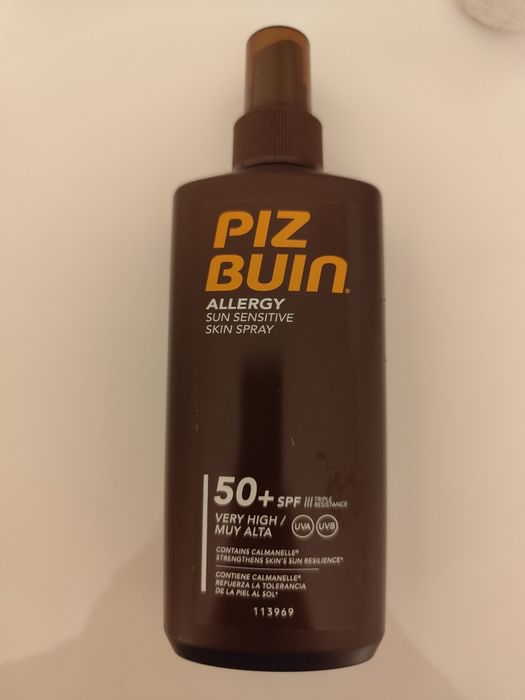 PIZ
BUIN®
ALLERGY
SUN SENSITIVE
SKIN SPRAY
50+ SPF TRIPLE
RESISTANCE
VERY HIGH /
MUY ALTA
UVA UVB
CONTAINS CALMANELLE®
STRENGTHENS SKIN'S SUN RESILIENCE*
CONTIENE CALMANELLE®
REFUERZA LA TOLERANCIA
DE LA PIEL AL SOL*
113969